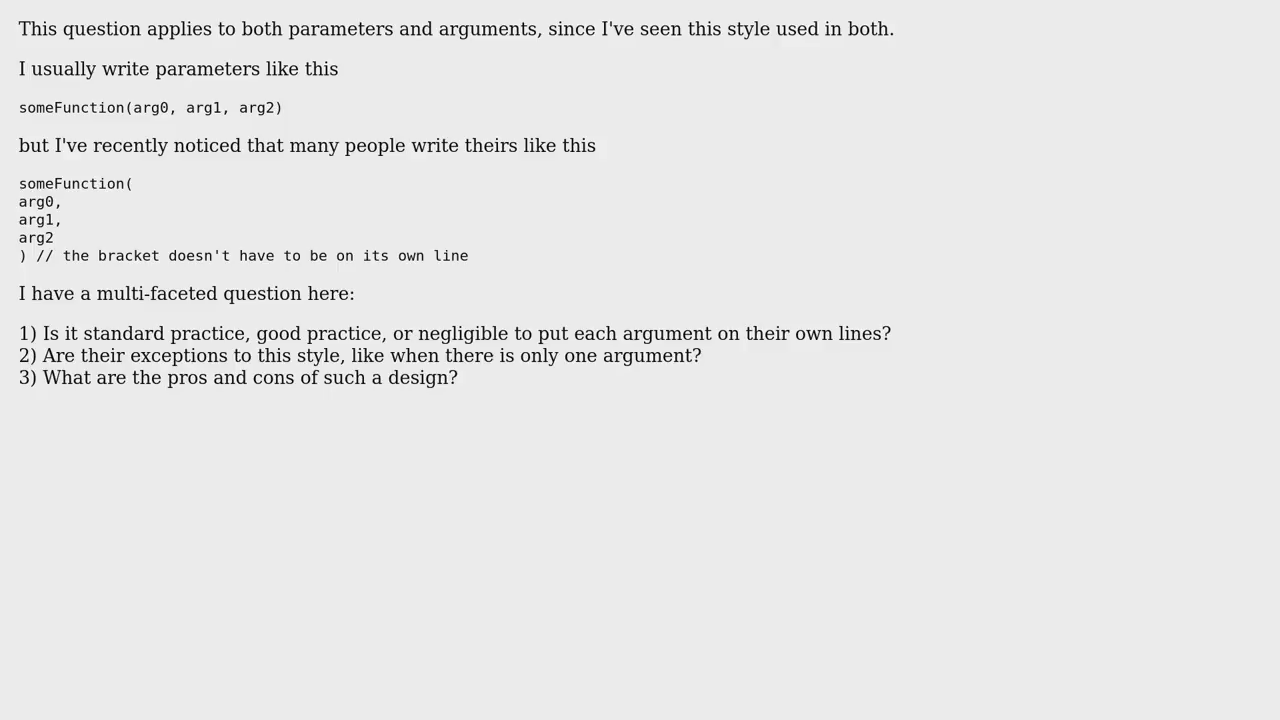 This question applies to both parameters and arguments, since I've seen this style used in both.
I usually write parameters like this
someFunction(arg0, arg1, arg2)
but I've recently noticed that many people write theirs like this
someFunction(
arg0,
arg1,
arg2
) // the bracket doesn't have to be on its own line
I have a multi-faceted question here:
1) Is it standard practice, good practice, or negligible to put each argument on their own lines?
2) Are their exceptions to this style, like when there is only one argument?
3) What are the pros and cons of such a design?